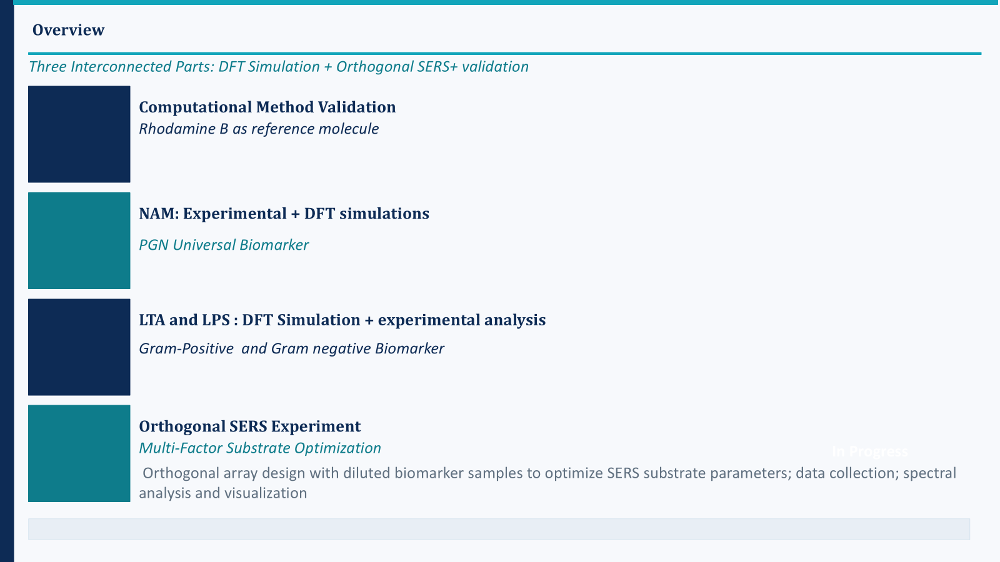 Overview
Three Interconnected Parts: DFT Simulation + Orthogonal SERS+ validation
Computational Method Validation
Rhodamine B as reference molecule
NAM: Experimental + DFT simulations
PGN Universal Biomarker
LTA and LPS : DFT Simulation + experimental analysis
Gram-Positive  and Gram negative Biomarker
Orthogonal SERS Experiment
Multi-Factor Substrate Optimization
In Progress
Orthogonal array design with diluted biomarker samples to optimize SERS substrate parameters; data collection; spectral
analysis and visualization